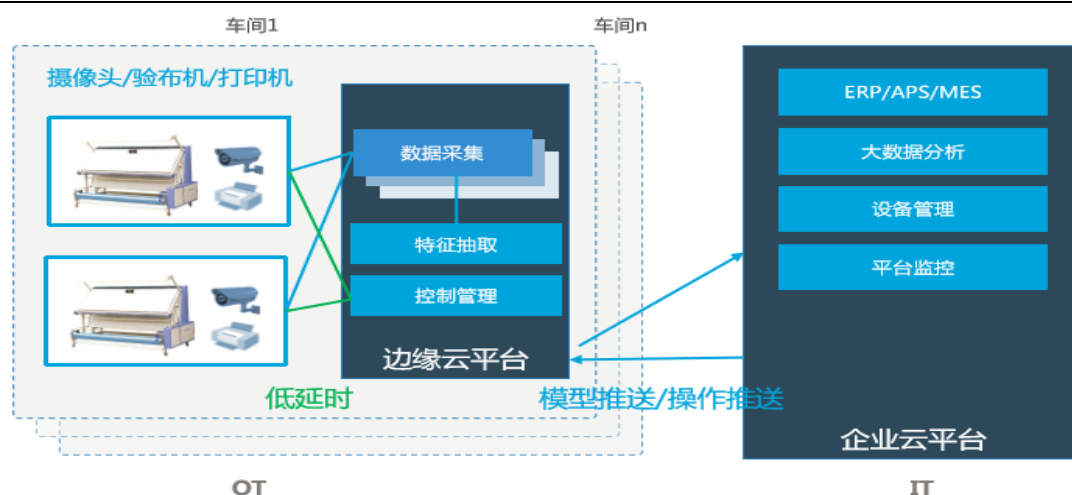 车间1
车间n
摄像头/验布机/打印机
数据采集
特征抽取
控制管理
边缘云平台
低延时
模型推送/操作推送
ERP/APS/MES
大数据分析
设备管理
平台监控
企业云平台
OT
IT